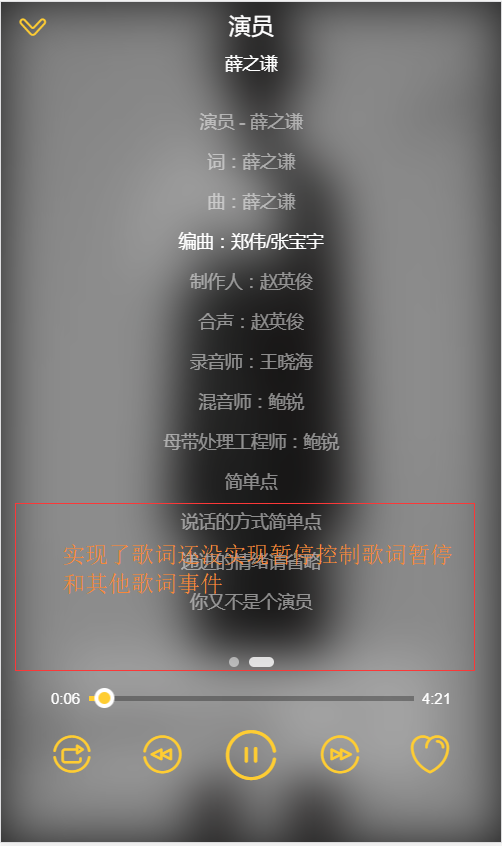 演员
薛之谦
演员 - 薛之谦
词：薛之谦
曲：薛之谦
编曲：郑伟/张宝宇
制作人：赵英俊
合声：赵英俊
录音师：王晓海
混音师：鲍锐
母带处理工程师：鲍锐
简单点
说话的方式简单点
实现了歌词还没实现暂停控制歌词暂停
递进的情绪请省略
和其他歌词事件
你又不是个演员
0:06
4:21